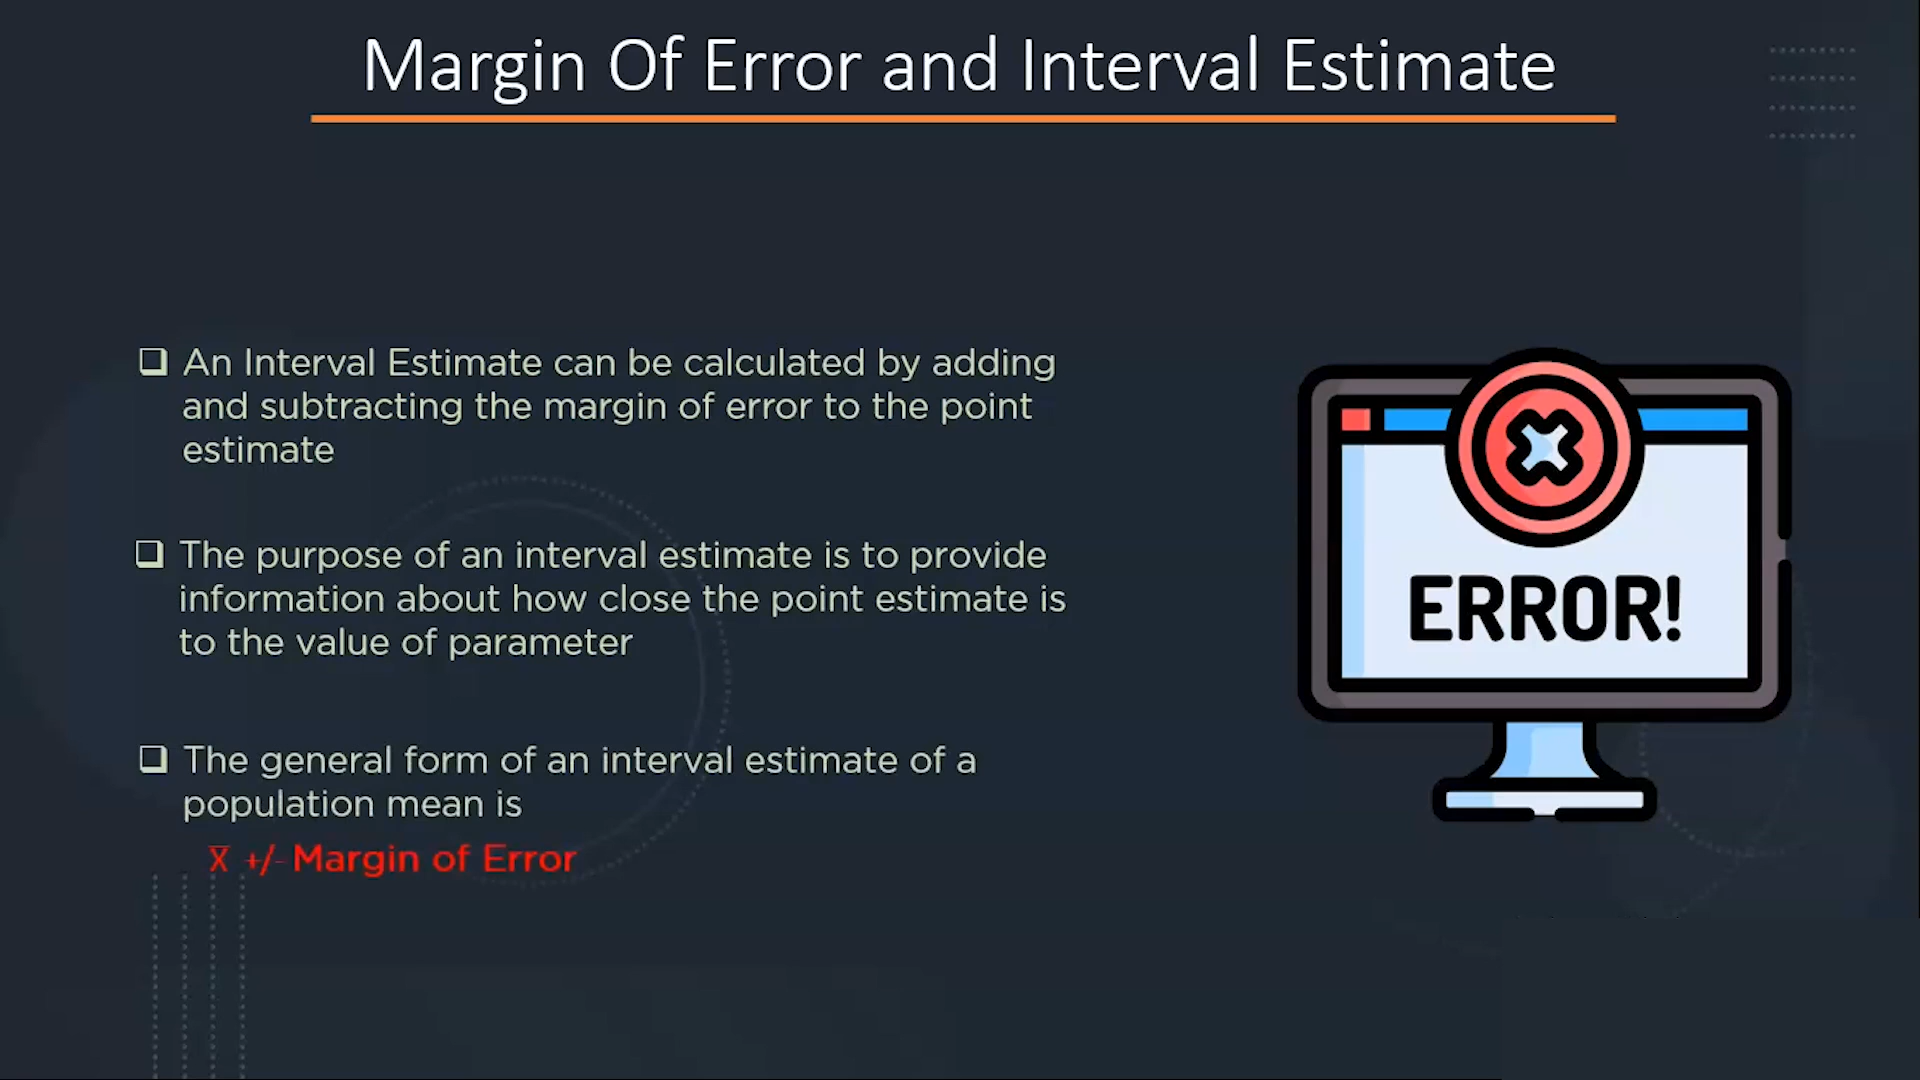 Margin Of Error and Interval Estimate
❑ An Interval Estimate can be calculated by adding
and subtracting the margin of error to the point
estimate
❑ The purpose of an interval estimate is to provide
information about how close the point estimate is
to the value of parameter
❑ The general form of an interval estimate of a
population mean is
X̅ +/- Margin of Error
ERROR!